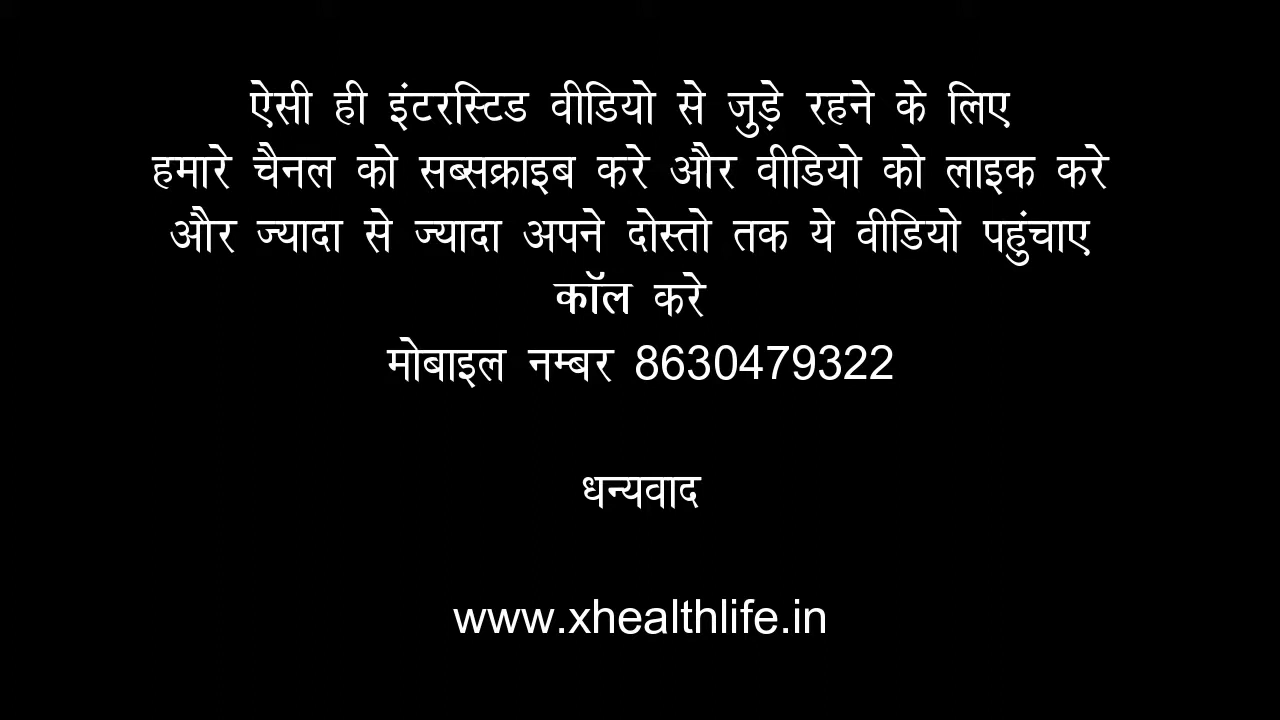 ऐसी ही इंटरस्टिड वीडियो से जुड़े रहने के लिए
हमारे चैनल को सब्सक्राइब करे और वीडियो को लाइक करे
और ज्यादा से ज्यादा अपने दोस्तो तक ये वीडियो पहुंचाए
कॉल करे
मोबाइल नम्बर 8630479322
धन्यवाद
www.xhealthlife.in